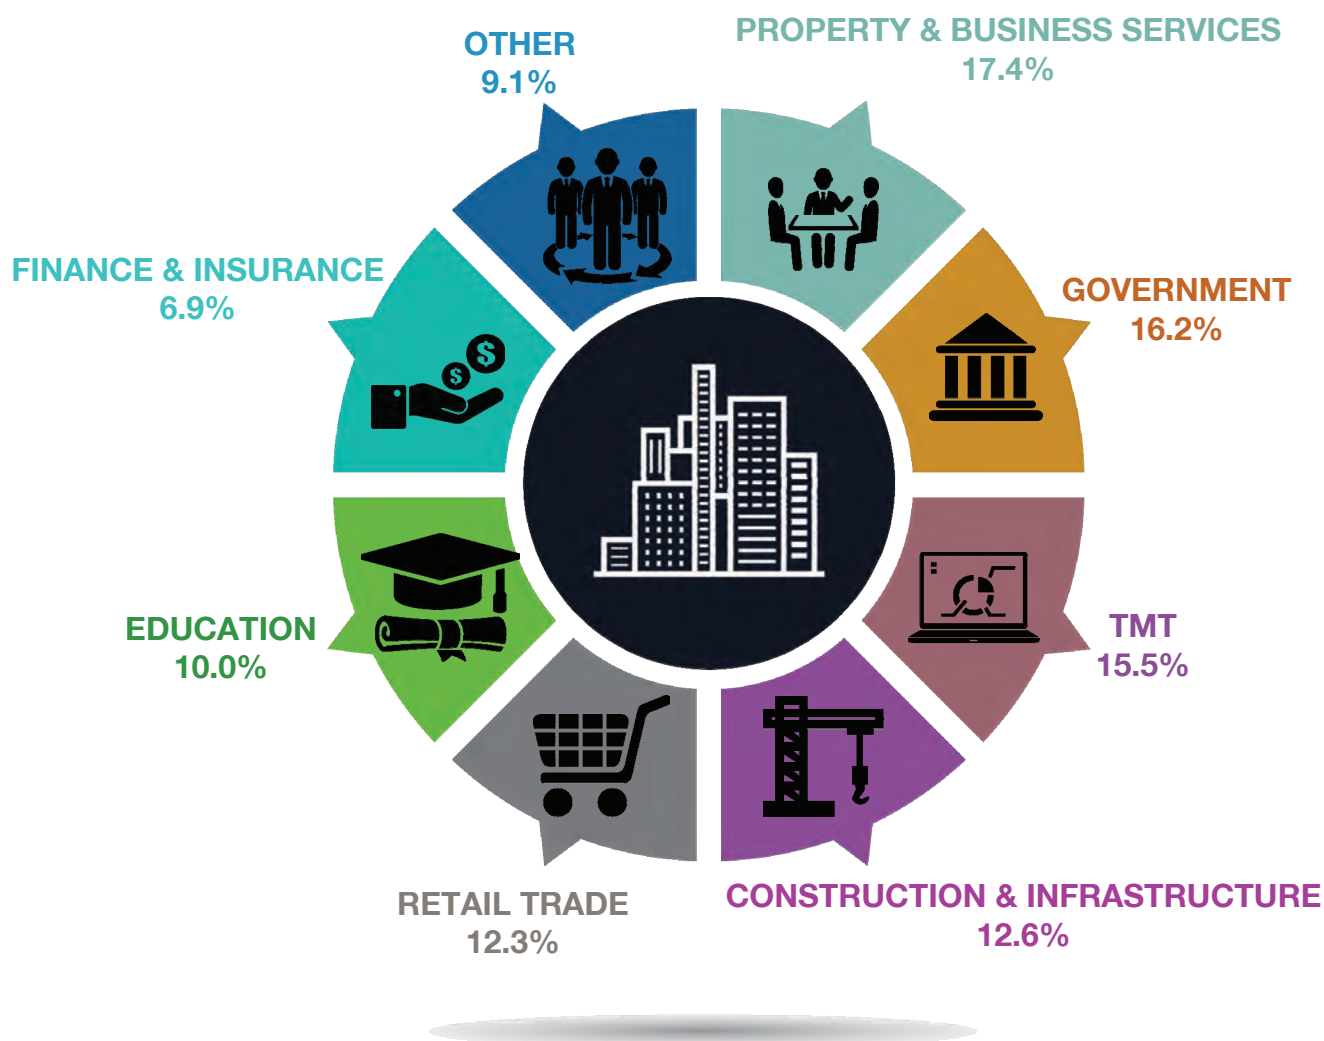 OTHER
9.1%
PROPERTY & BUSINESS SERVICES
17.4%
FINANCE & INSURANCE
6.9%
GOVERNMENT
16.2%
$
$
EDUCATION
10.0%
TMT
15.5%
RETAIL TRADE
12.3%
CONSTRUCTION & INFRASTRUCTURE
12.6%